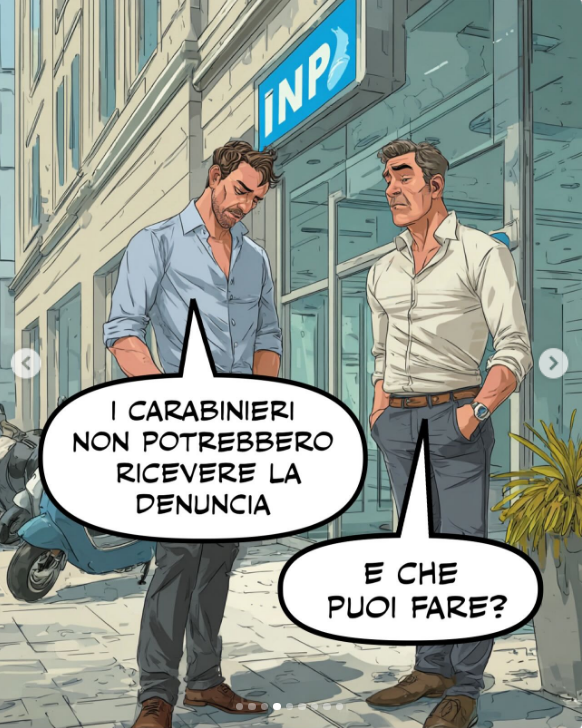 INP
I CARABINIERI
NON POTREBBERO
RICEVERE LA
DENUNCIA
E CHE
PUOI FARE?